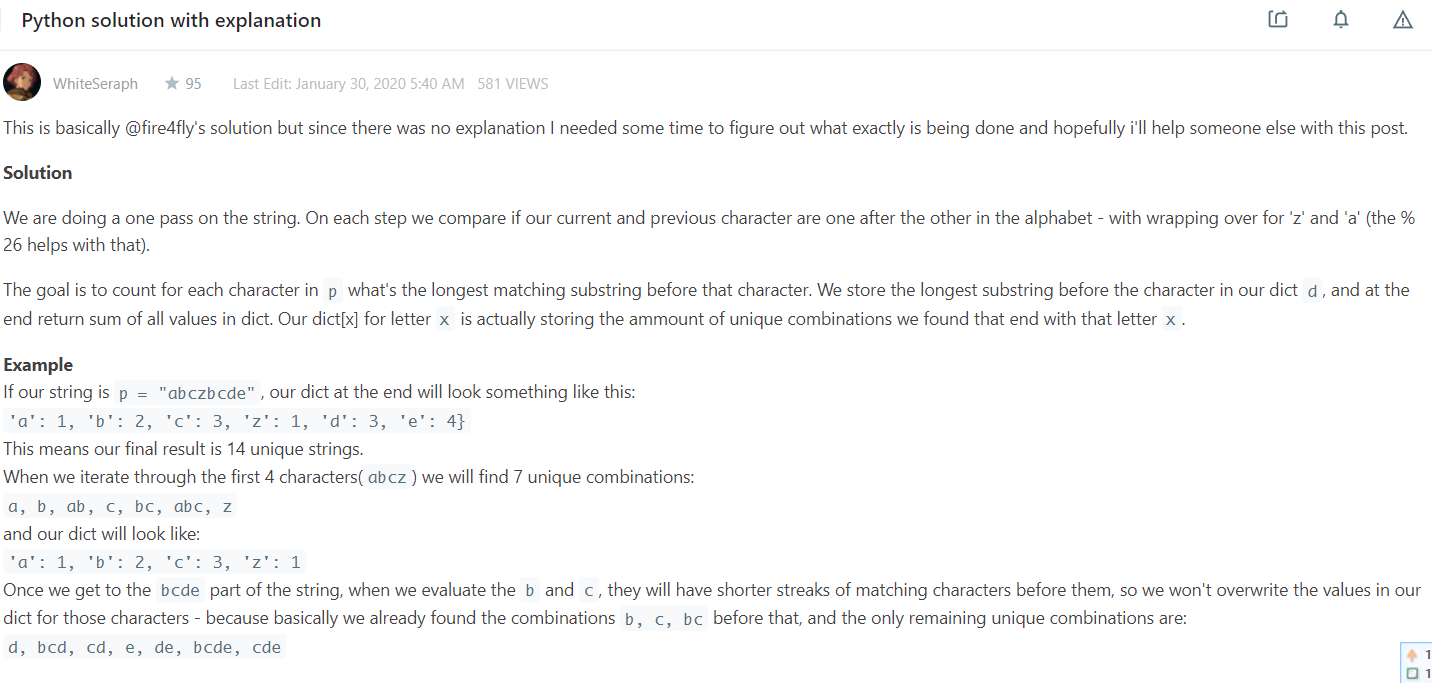 Python solution with explanation
WhiteSeraph ★ 95 Last Edit: January 30, 2020 5:40 AM 581 VIEWS
This is basically @fire4fly's solution but since there was no explanation I needed some time to figure out what exactly is being done and hopefully i'll help someone else with this post.
Solution
We are doing a one pass on the string. On each step we compare if our current and previous character are one after the other in the alphabet - with wrapping over for 'z' and 'a' (the %
26 helps with that).
The goal is to count for each character in p what's the longest matching substring before that character. We store the longest substring before the character in our dict d, and at the
end return sum of all values in dict. Our dict[x] for letter x is actually storing the ammount of unique combinations we found that end with that letter x.
Example
If our string is p = "abczbcde", our dict at the end will look something like this:
'a': 1, 'b': 2, 'c': 3, 'z': 1, 'd': 3, 'e': 4}
This means our final result is 14 unique strings.
When we iterate through the first 4 characters(abcz) we will find 7 unique combinations:
a, b, ab, c, bc, abc, z
and our dict will look like:
'a': 1, 'b': 2, 'c': 3, 'z': 1
Once we get to the bcde part of the string, when we evaluate the b and c, they will have shorter streaks of matching characters before them, so we won't overwrite the values in our
dict for those characters - because basically we already found the combinations b, c, bc before that, and the only remaining unique combinations are:
d, bcd, cd, e, de, bcde, cde
1
1